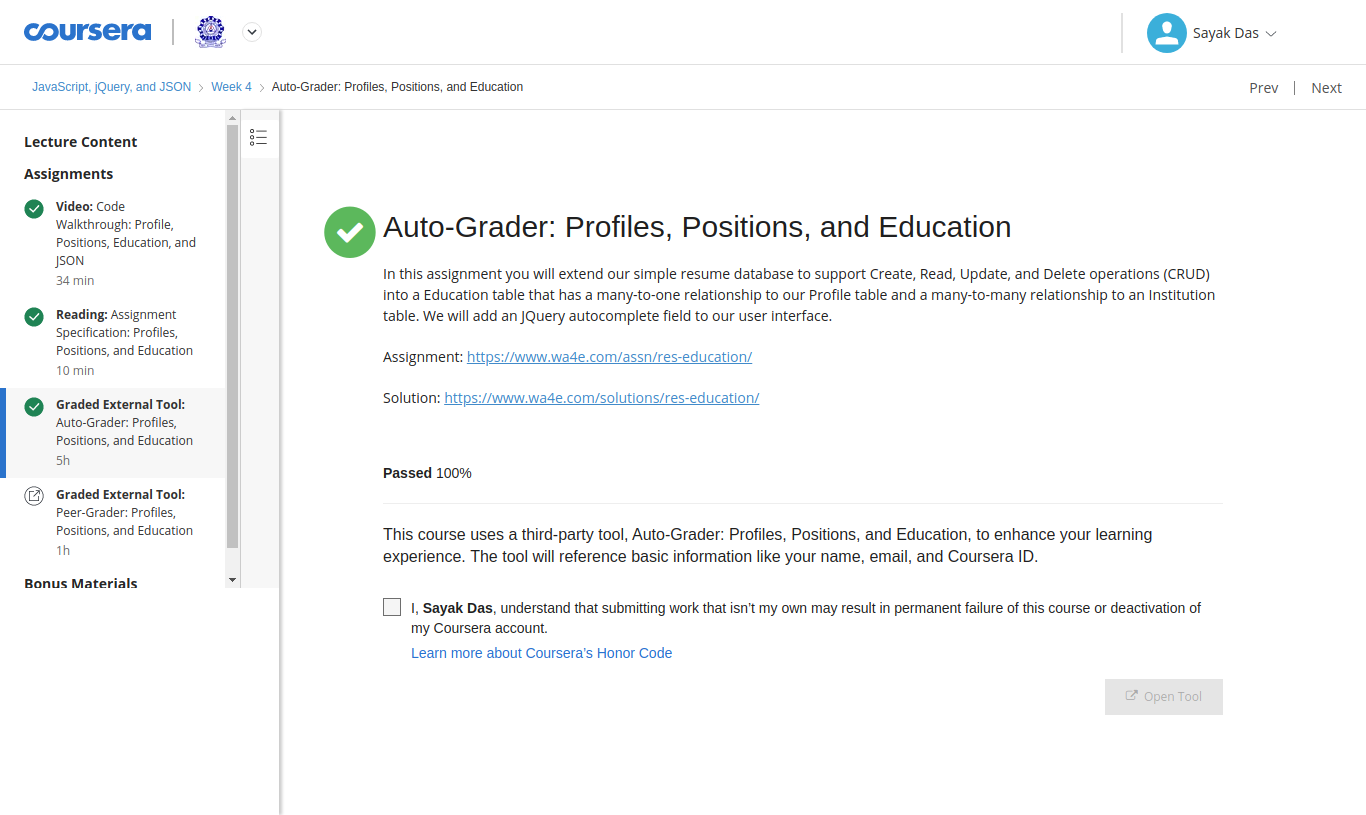 coursera
Sayak Das
JavaScript, jQuery, and JSON
Week 4
Auto-Grader: Profiles, Positions, and Education
Prev | Next
Lecture Content
Assignments
Video: Code
Walkthrough: Profile,
Positions, Education, and
JSON
34 min
Reading: Assignment
Specification: Profiles,
Positions, and Education
10 min
Graded External Tool:
Auto-Grader: Profiles,
Positions, and Education
5h
Graded External Tool:
Peer-Grader: Profiles,
Positions, and Education
1h
Bonus Materials
Auto-Grader: Profiles, Positions, and Education
In this assignment you will extend our simple resume database to support Create, Read, Update, and Delete operations (CRUD)
into a Education table that has a many-to-one relationship to our Profile table and a many-to-many relationship to an Institution
table. We will add an JQuery autocomplete field to our user interface.
Assignment: https://www.wa4e.com/assn/res-education/
Solution: https://www.wa4e.com/solutions/res-education/
Passed 100%
This course uses a third-party tool, Auto-Grader: Profiles, Positions, and Education, to enhance your learning
experience. The tool will reference basic information like your name, email, and Coursera ID.
I, Sayak Das, understand that submitting work that isn’t my own may result in permanent failure of this course or deactivation of
my Coursera account.
Learn more about Coursera’s Honor Code
Open Tool